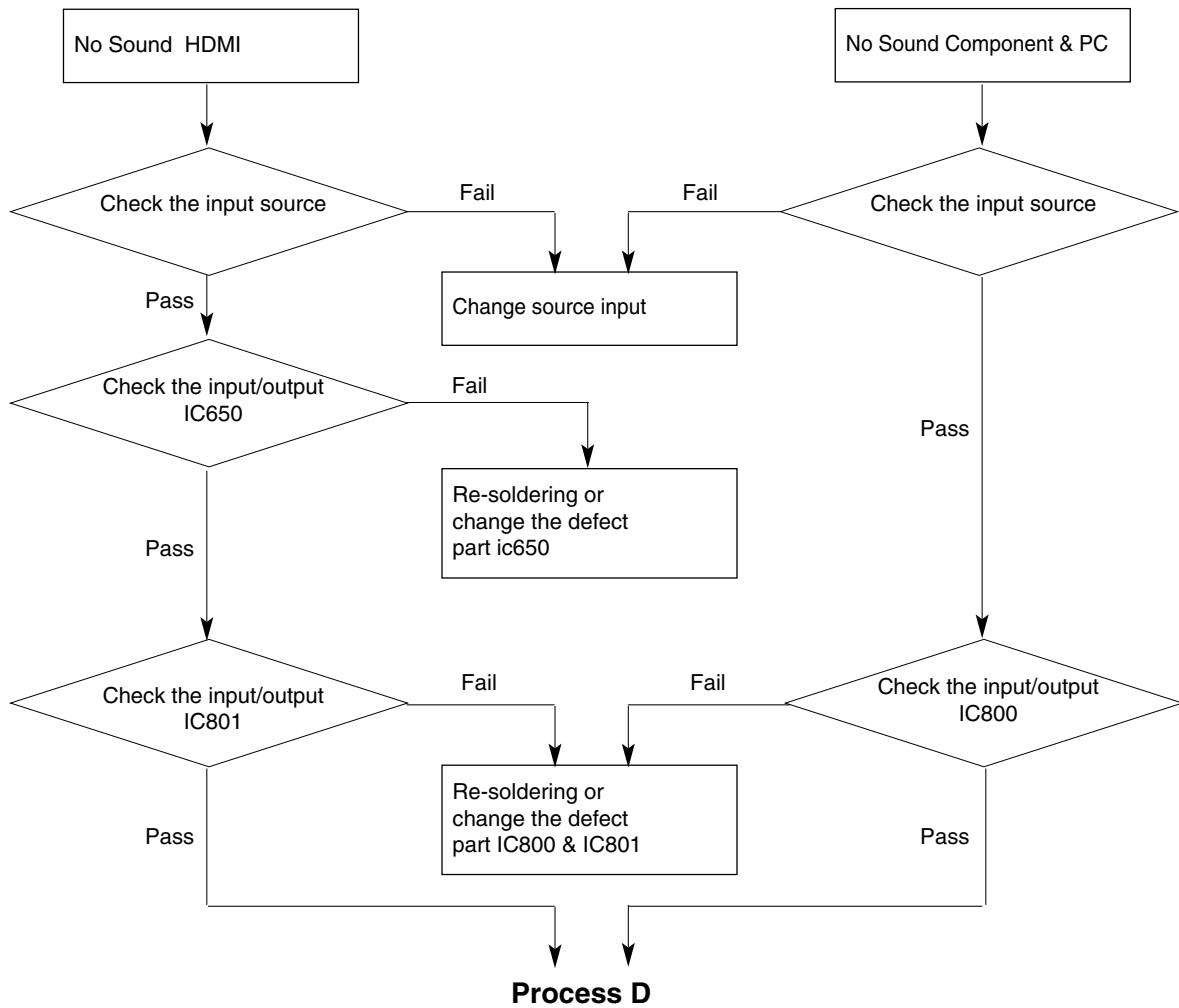 No Sound HDMI
No Sound Component & PC
Check the input source
Fail
Fail
Check the input source
Pass
Change source input
Check the input/output
IC650
Fail
Pass
Re-soldering or
change the defect
part ic650
Pass
Check the input/output
IC801
Fail
Fail
Check the input/output
IC800
Re-soldering or
change the defect
part IC800 & IC801
Pass
Pass
Process D